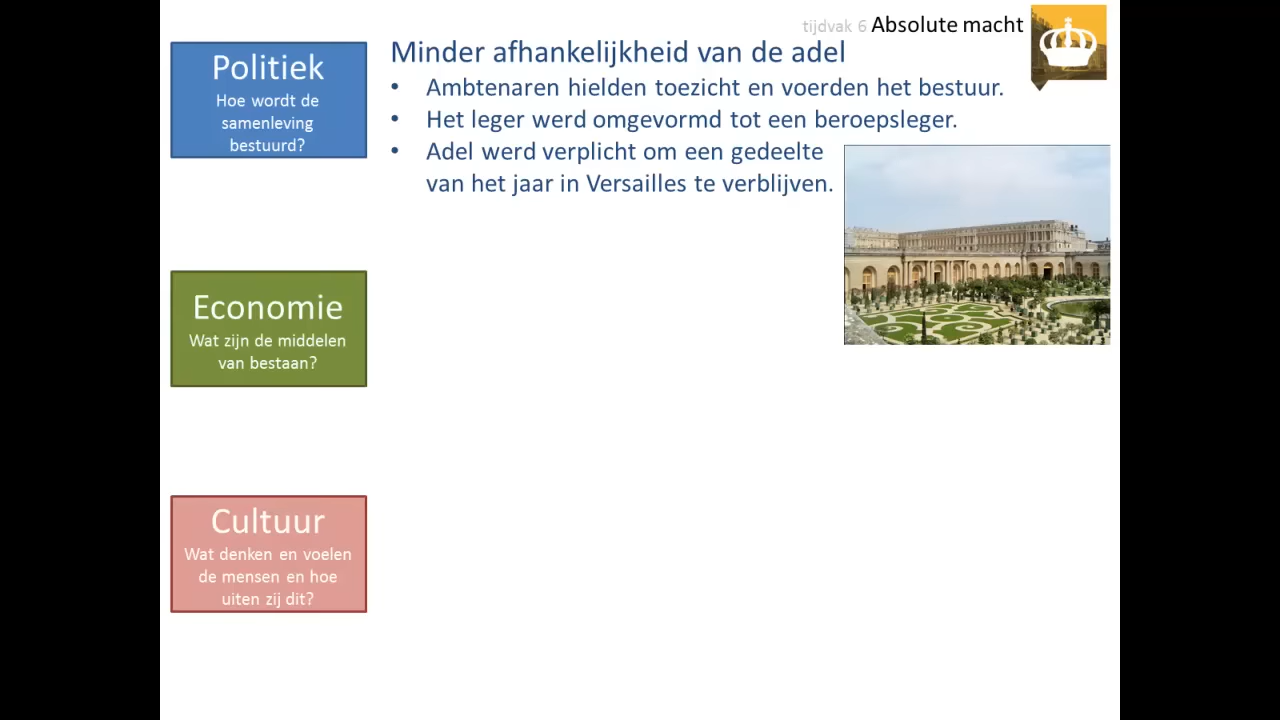 tijdvak 6 Absolute macht
Politiek
Hoe wordt de
samenleving
bestuurd?
Minder afhankelijkheid van de adel
• Ambtenaren hielden toezicht en voerden het bestuur.
• Het leger werd omgevormd tot een beroepsleger.
• Adel werd verplicht om een gedeelte
van het jaar in Versailles te verblijven.
Economie
Wat zijn de middelen
van bestaan?
Cultuur
Wat denken en voelen
de mensen en hoe
uiten zij dit?